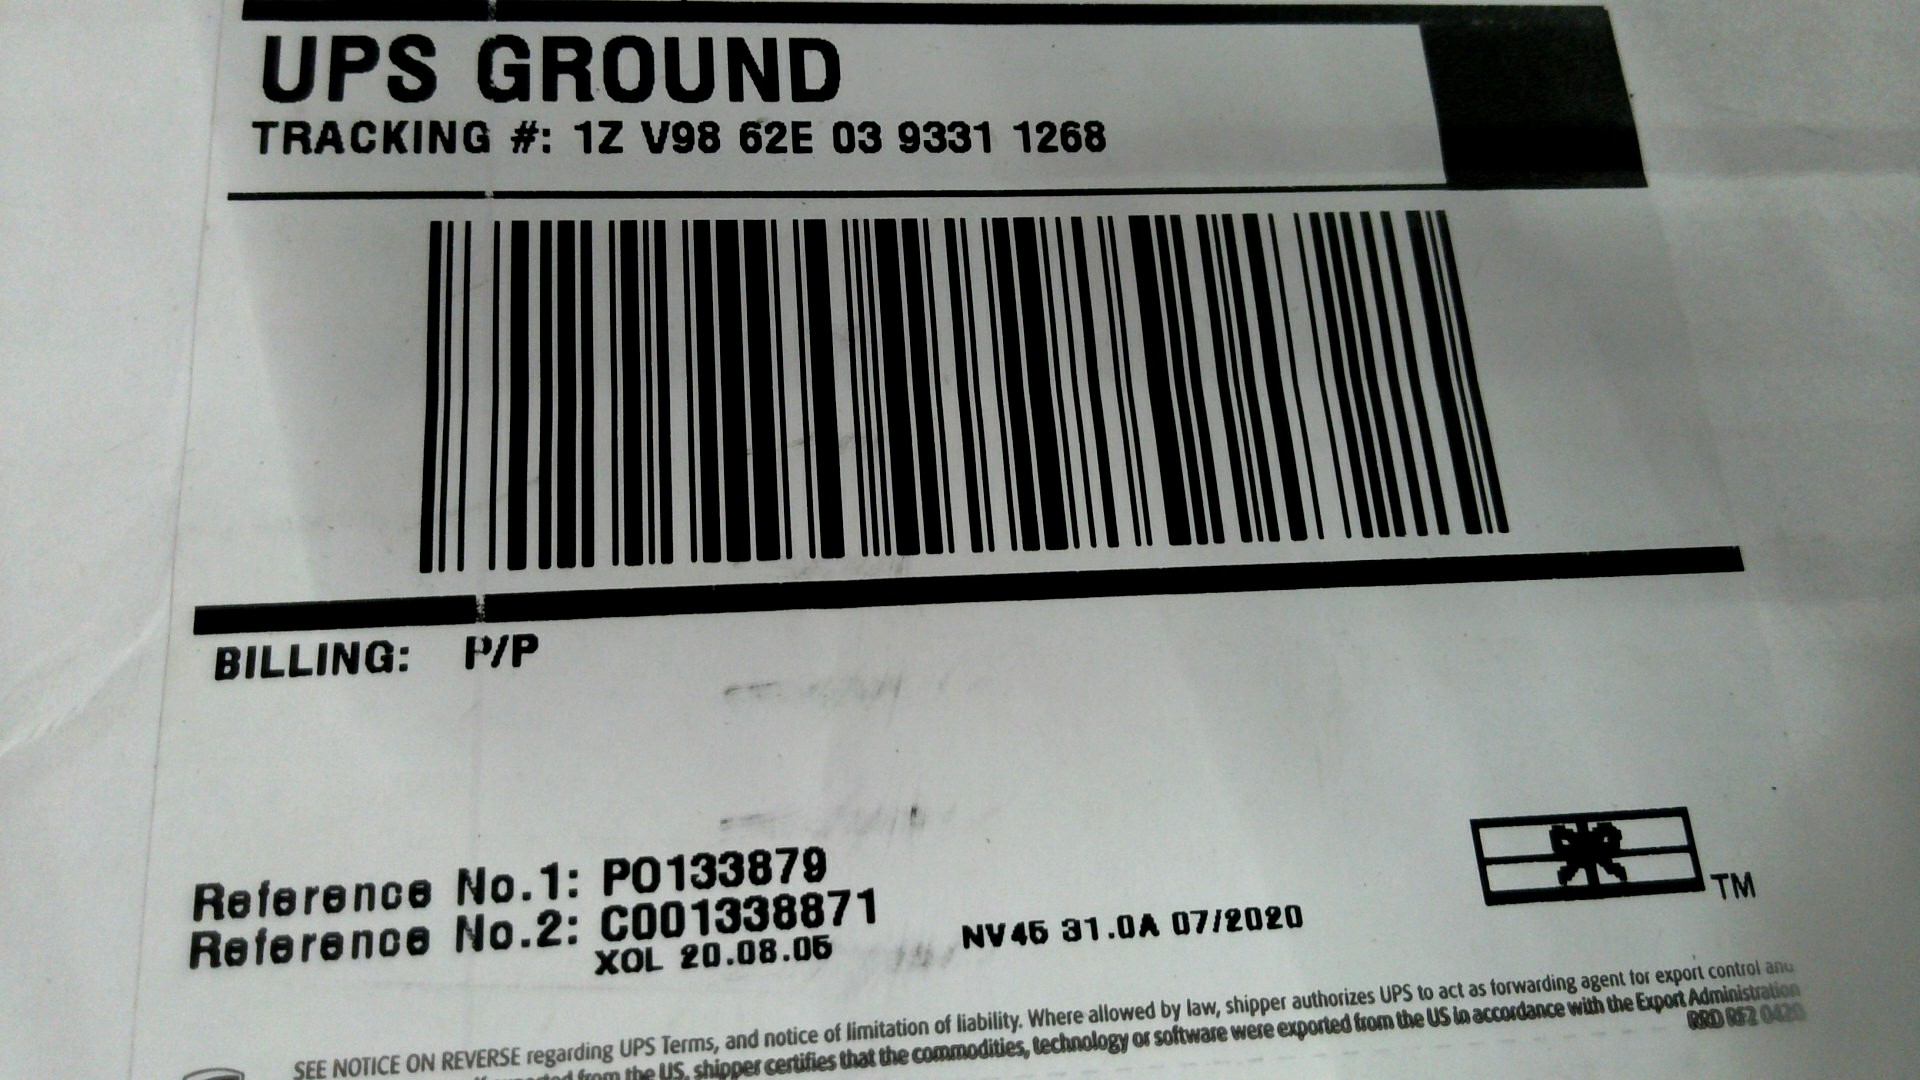 UPS GROUND
TRACKING #: 1Z V98 62E 03 9331 1268
BILLING: P/P
Reference No.1: PO133879
Reference No.2: C001338871
XOL 20.08.05
NV45 31.0A 07/2020
TM
SEE NOTICE ON REVERSE regarding UPS Terms, and notice of limitation of liability. Where allowed by law, shipper authorizes UPS to act as forwarding agent for export control and
from the US, shipper certifies that the commodities, technology or software were exported from the US in accordance with the Export Administration
RRD RF2 0420